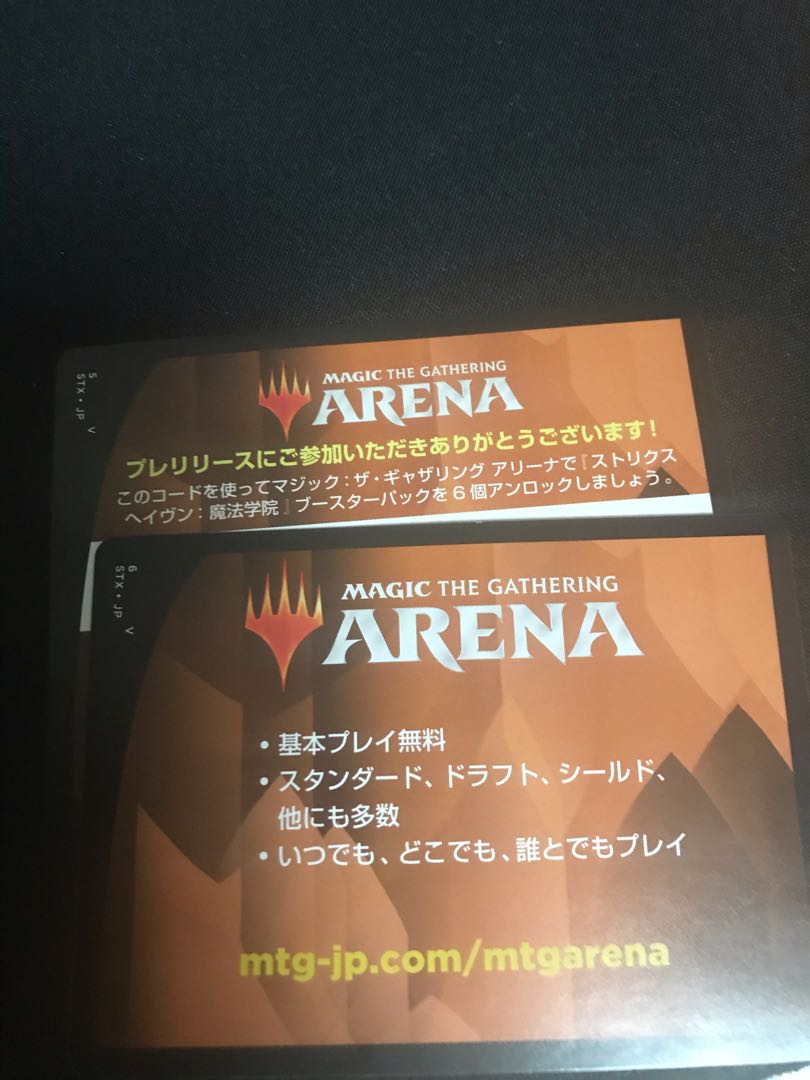 5 V
STX・JP
MAGIC THE GATHERING
ARENA
プレリリースにご参加いただきありがとうございます!
このコードを使ってマジック:ザ・ギャザリング アリーナで『ストリクス
ヘイヴン:魔法学院』ブースターパックを6個アンロックしましょう。
6 V
STX・JP
MAGIC THE GATHERING
ARENA
・基本プレイ無料
・スタンダード、ドラフト、シールド、
他にも多数
・いつでも、どこでも、誰とでもプレイ
mtg-jp.com/mtgarena